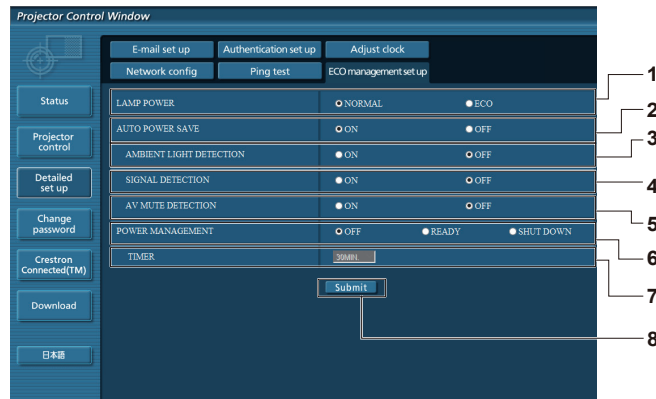 Projector Control Window
E-mail set up Authentication set up Adjust clock
Network config Ping test ECO management set up
Status
Projector control
Detailed set up
Change password
Crestron Connected(TM)
Download
日本語
LAMP POWER NORMAL ECO 1
AUTO POWER SAVE ON OFF 2
AMBIENT LIGHT DETECTION ON OFF 3
SIGNAL DETECTION ON OFF 4
AV MUTE DETECTION ON OFF 5
POWER MANAGEMENT OFF READY SHUT DOWN 6
TIMER 30MIN. 7
Submit 8